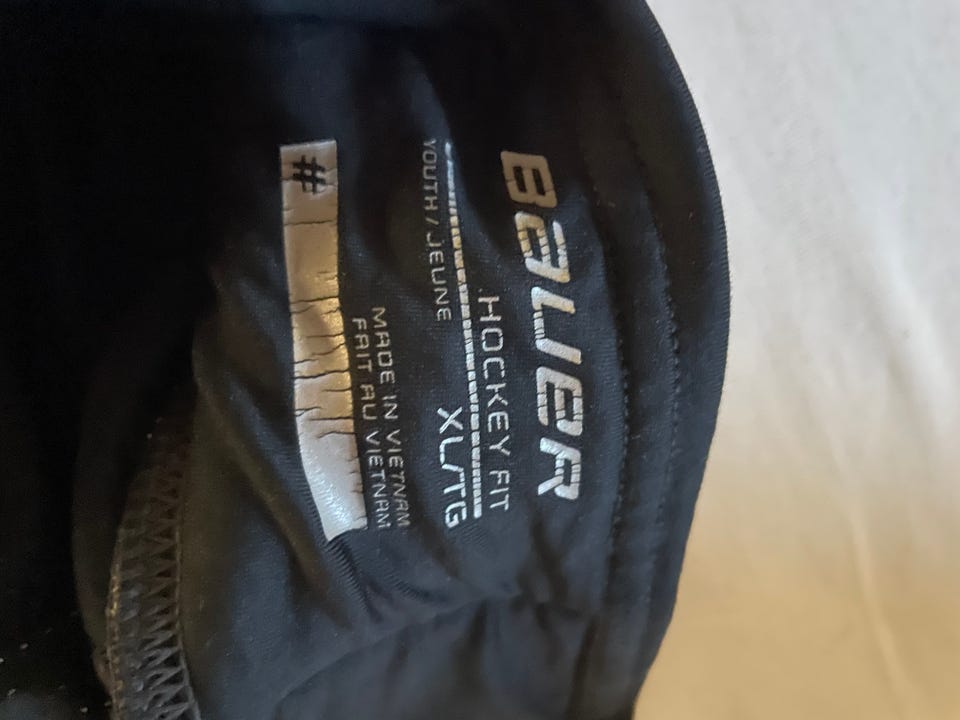 BAUER
HOCKEY FIT
YOUTH / JEUNE XL/TG
MADE IN VIETNAM
FAIT AU VIETNAM
#